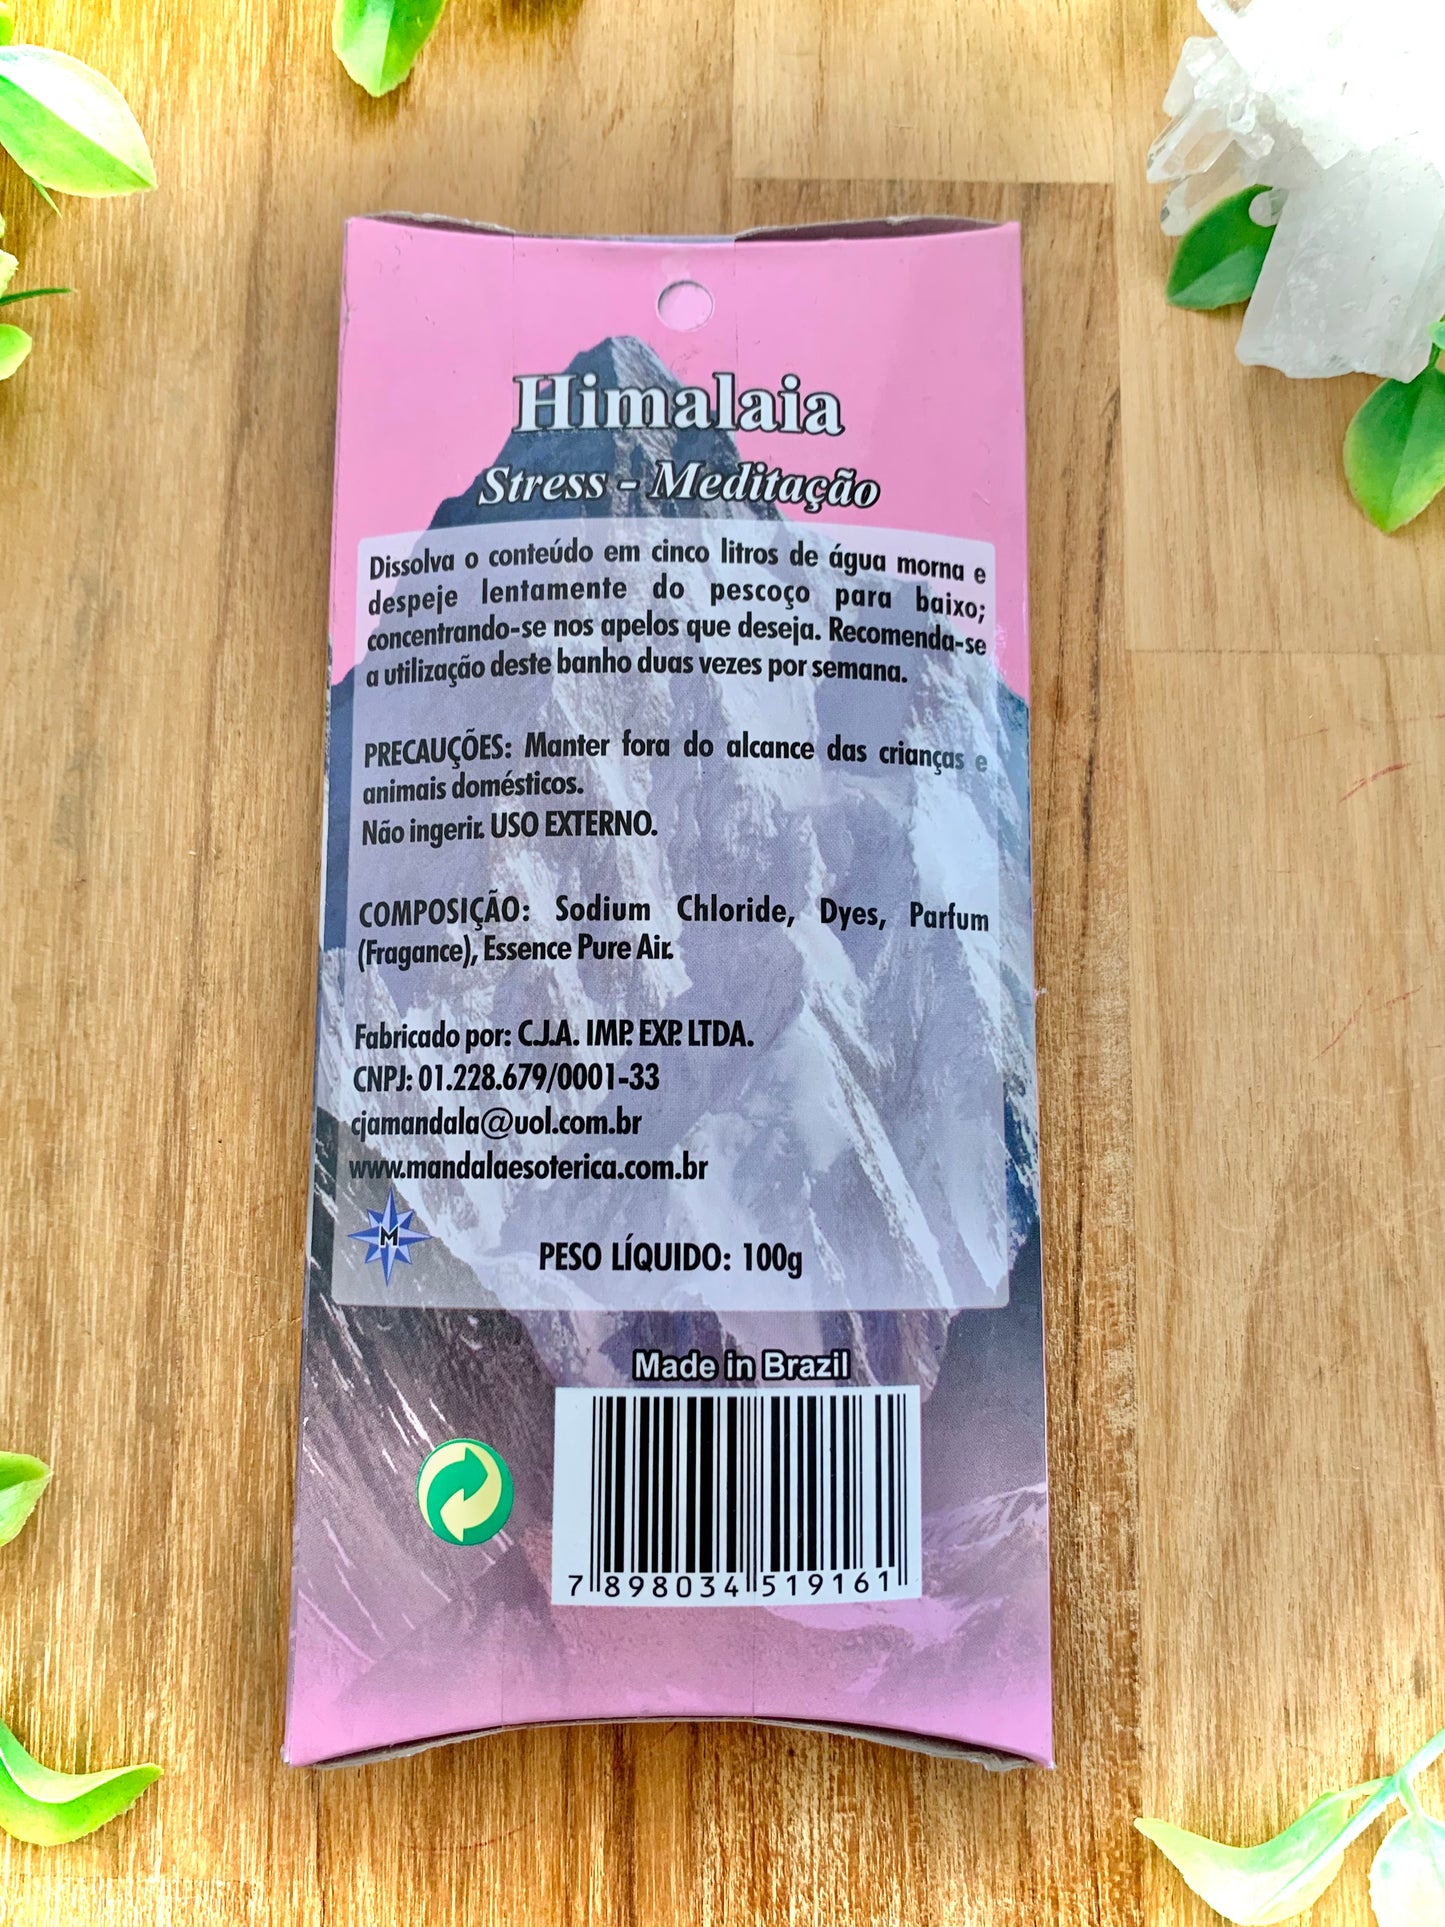 Himalaia
Stress - Meditação
Dissolva o conteúdo em cinco litros de água morna e
despeje lentamente do pescoço para baixo;
concentrando-se nos apelos que deseja. Recomenda-se
a utilização deste banho duas vezes por semana.
PRECAUÇÕES: Manter fora do alcance das crianças e
animais domésticos.
Não ingerir. USO EXTERNO.
COMPOSIÇÃO: Sodium Chloride, Dyes, Parfum
(Fragance), Essence Pure Air.
Fabricado por: C.J.A. IMP. EXP. LTDA.
CNPJ: 01.228.679/0001-33
cjamandala@uol.com.br
www.mandalaesoterica.com.br
M
PESO LÍQUIDO: 100g
Made in Brazil
7 898034 519161